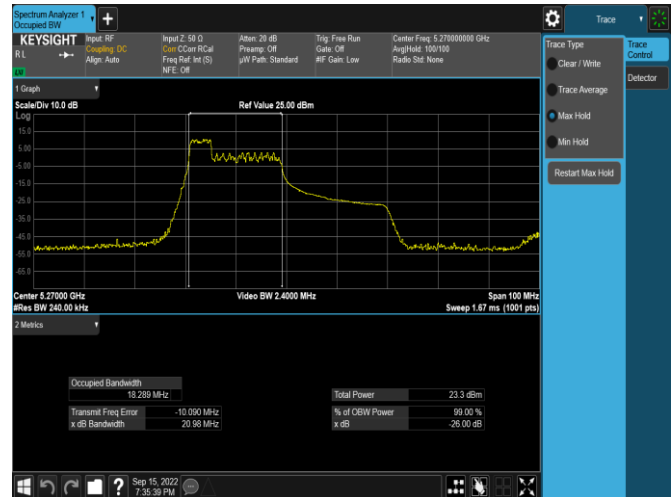 Spectrum Analyzer 1
Occupied BW
+
Trace
KEYSIGHT
RL
LW
Input: RF
Coupling: DC
Align: Auto
Input Z: 50 Ω
Corr CCorr RCal
Freq Ref: Int (S)
NFE: Off
Atten: 20 dB
Preamp: Off
µW Path: Standard
Trig: Free Run
Gate: Off
#IF Gain: Low
Center Freq: 5.270000000 GHz
Avg|Hold: 100/100
Radio Std: None
1 Graph
Scale/Div 10.0 dB
Ref Value 25.00 dBm
Log
15.0
5.00
-5.00
-15.0
-25.0
-35.0
-45.0
-55.0
-65.0
Center 5.27000 GHz
Video BW 2.4000 MHz
Span 100 MHz
#Res BW 240.00 kHz
Sweep 1.67 ms (1001 pts)
2 Metrics
Occupied Bandwidth
18.289 MHz
Total Power 23.3 dBm
Transmit Freq Error -10.090 MHz
% of OBW Power 99.00 %
x dB Bandwidth 20.98 MHz
x dB -26.00 dB
Trace Type
Clear / Write
Trace Average
Max Hold
Min Hold
Restart Max Hold
Trace
Control
Detector
?
Sep 15, 2022
7:35:39 PM